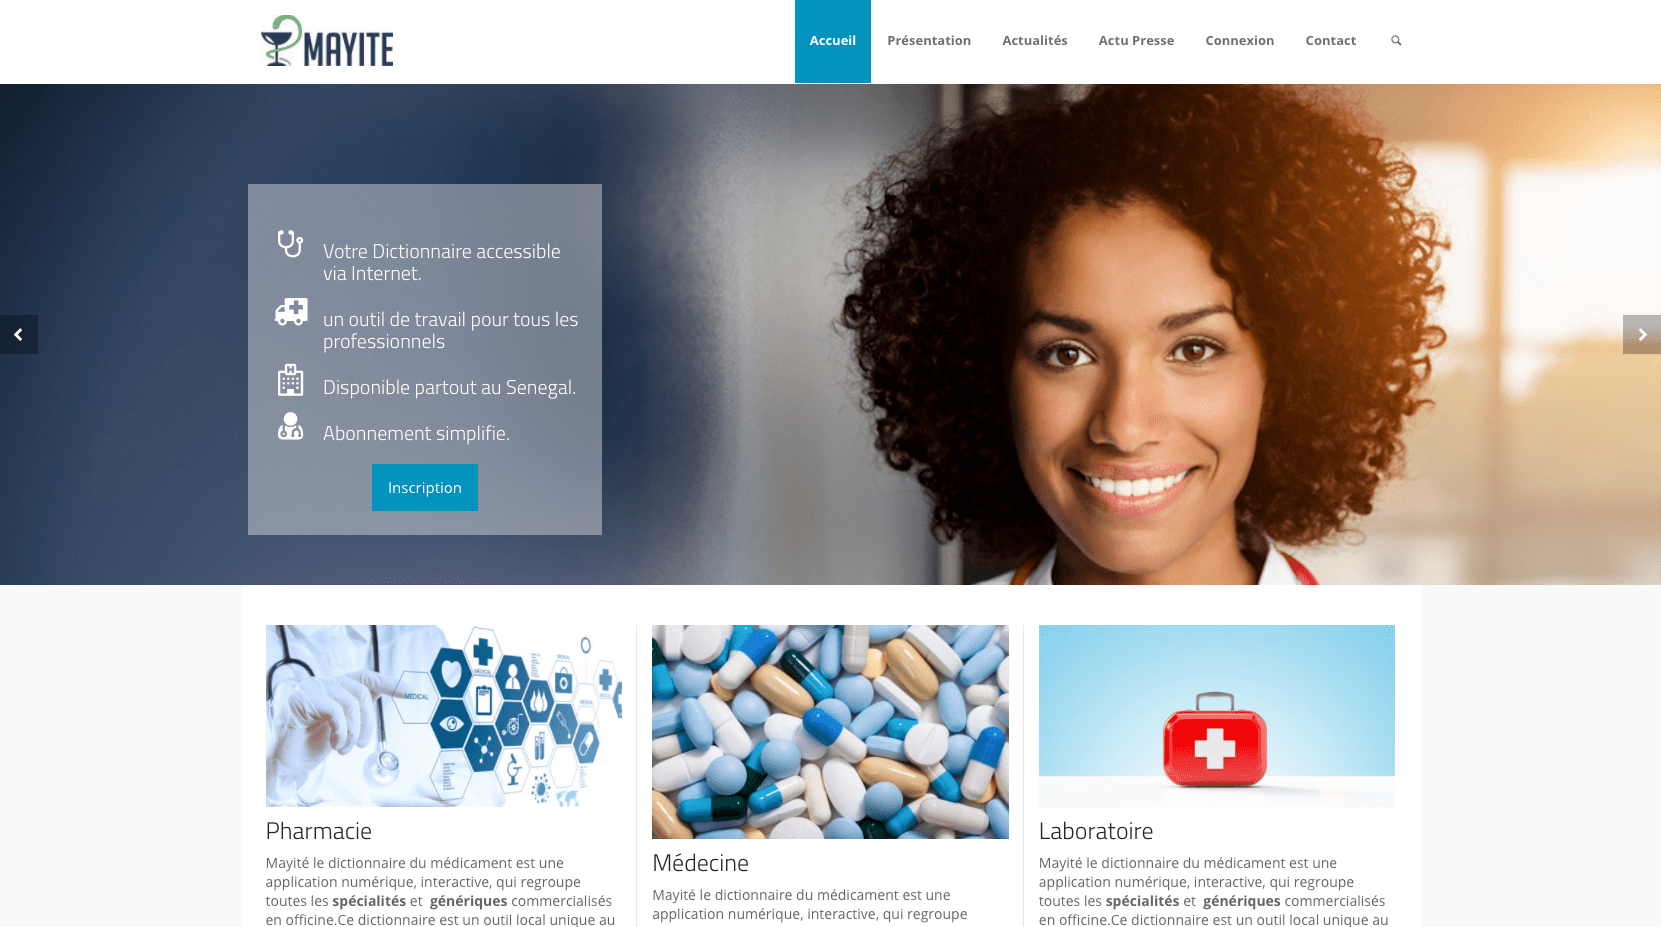 MAYITE
Accueil
Présentation
Actualités
Actu Presse
Connexion
Contact
Votre Dictionnaire accessible
via Internet.
un outil de travail pour tous les
professionnels
Disponible partout au Senegal.
Abonnement simplifie.
Inscription
MEDICAL
MEDICAL
MEDICAL
Pharmacie
Mayité le dictionnaire du médicament est une
application numérique, interactive, qui regroupe
toutes les spécialités et génériques commercialisés
en officine.Ce dictionnaire est un outil local unique au
Médecine
Mayité le dictionnaire du médicament est une
application numérique, interactive, qui regroupe
Laboratoire
Mayité le dictionnaire du médicament est une
application numérique, interactive, qui regroupe
toutes les spécialités et génériques commercialisés
en officine.Ce dictionnaire est un outil local unique au